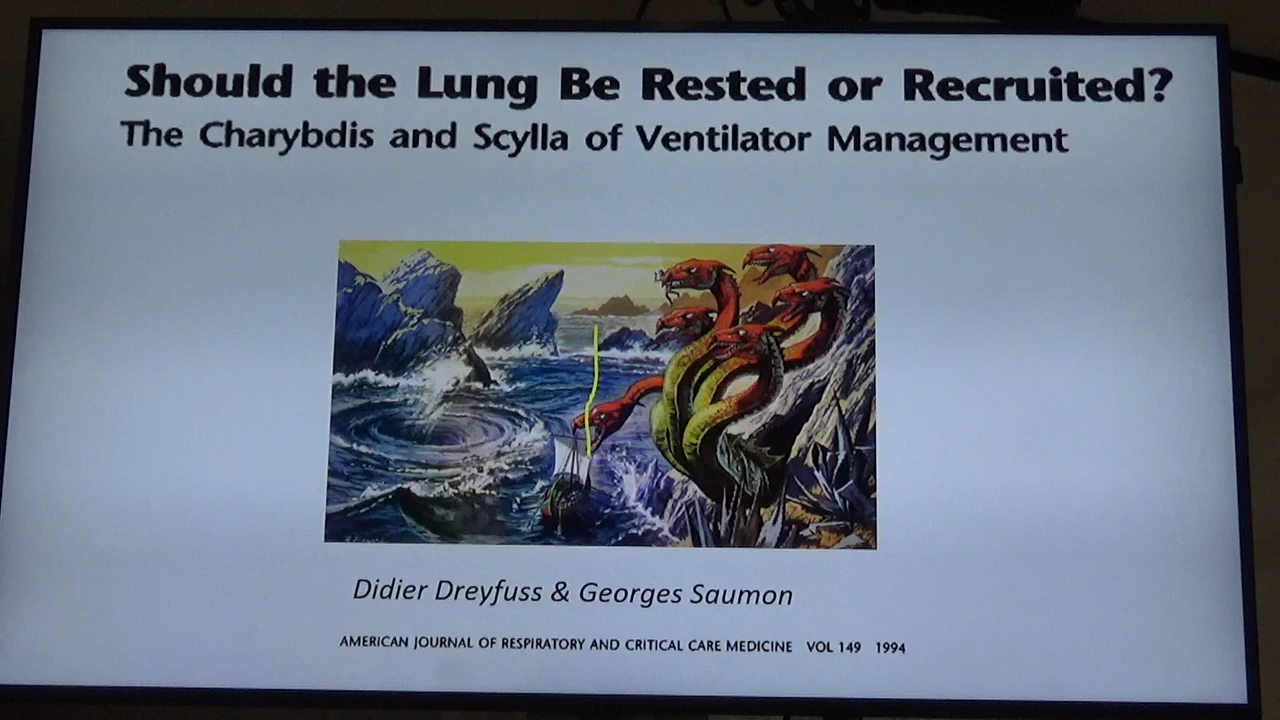 Should the Lung Be Rested or Recruited?
The Charybdis and Scylla of Ventilator Management
Didier Dreyfuss & Georges Saumon
AMERICAN JOURNAL OF RESPIRATORY AND CRITICAL CARE MEDICINE VOL 149 1994